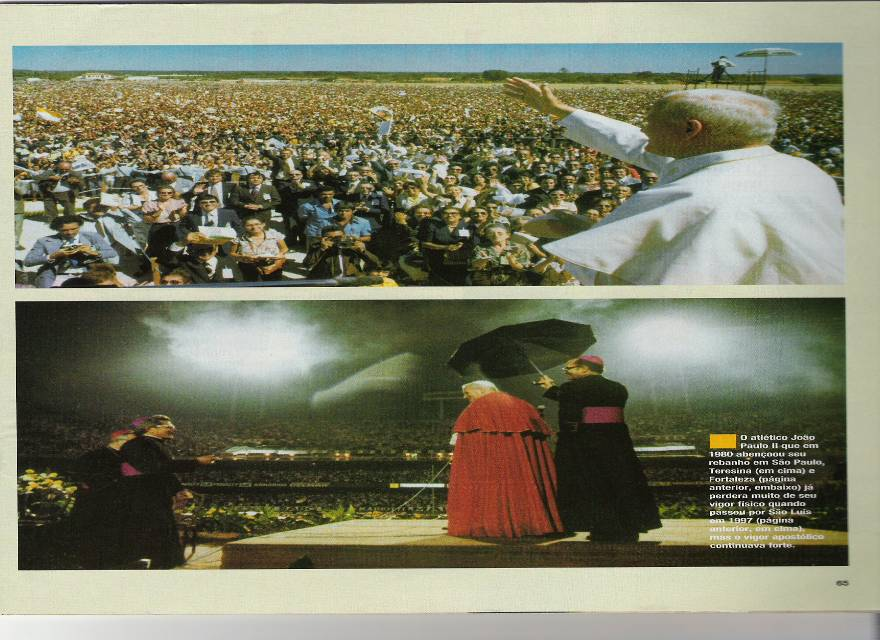 O atlético João
Paulo II que em
1980 abençoou seu
rebanho em São Paulo,
Teresina (em cima) e
Fortaleza (página
anterior, embaixo) já
perdera muito de seu
vigor físico quando
passou por São Luís
em 1997 (página
anterior, em cima),
mas o vigor apostólico
continuava forte.
65